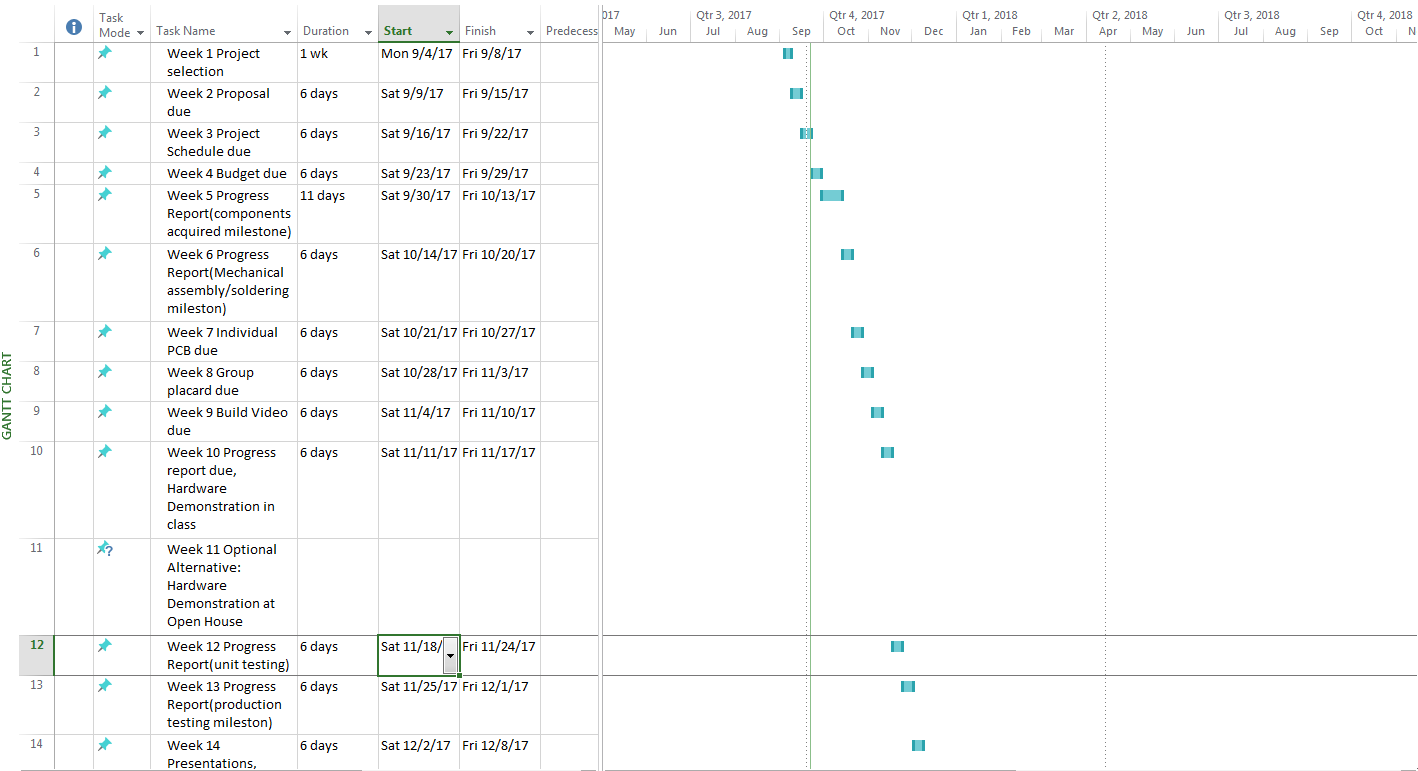 Task
Mode
Task Name
Duration
Start
Finish
Predecess
017
Qtr 3, 2017
Qtr 4, 2017
Qtr 1, 2018
Qtr 2, 2018
Qtr 3, 2018
Qtr 4, 2018
May Jun Jul Aug Sep Oct Nov Dec Jan Feb Mar Apr May Jun Jul Aug Sep Oct N
GANTT CHART
1 Week 1 Project 1 wk Mon 9/4/17 Fri 9/8/17
selection
2 Week 2 Proposal 6 days Sat 9/9/17 Fri 9/15/17
due
3 Week 3 Project 6 days Sat 9/16/17 Fri 9/22/17
Schedule due
4 Week 4 Budget due 6 days Sat 9/23/17 Fri 9/29/17
5 Week 5 Progress 11 days Sat 9/30/17 Fri 10/13/17
Report(components
acquired milestone)
6 Week 6 Progress 6 days Sat 10/14/17 Fri 10/20/17
Report(Mechanical
assembly/soldering
mileston)
7 Week 7 Individual 6 days Sat 10/21/17 Fri 10/27/17
PCB due
8 Week 8 Group 6 days Sat 10/28/17 Fri 11/3/17
placard due
9 Week 9 Build Video 6 days Sat 11/4/17 Fri 11/10/17
due
10 Week 10 Progress 6 days Sat 11/11/17 Fri 11/17/17
report due,
Hardware
Demonstration in
class
11 ? Week 11 Optional
Alternative:
Hardware
Demonstration at
Open House
12 Week 12 Progress 6 days Sat 11/18/ Fri 11/24/17
Report(unit testing)
13 Week 13 Progress 6 days Sat 11/25/17 Fri 12/1/17
Report(production
testing mileston)
14 Week 14 6 days Sat 12/2/17 Fri 12/8/17
Presentations,